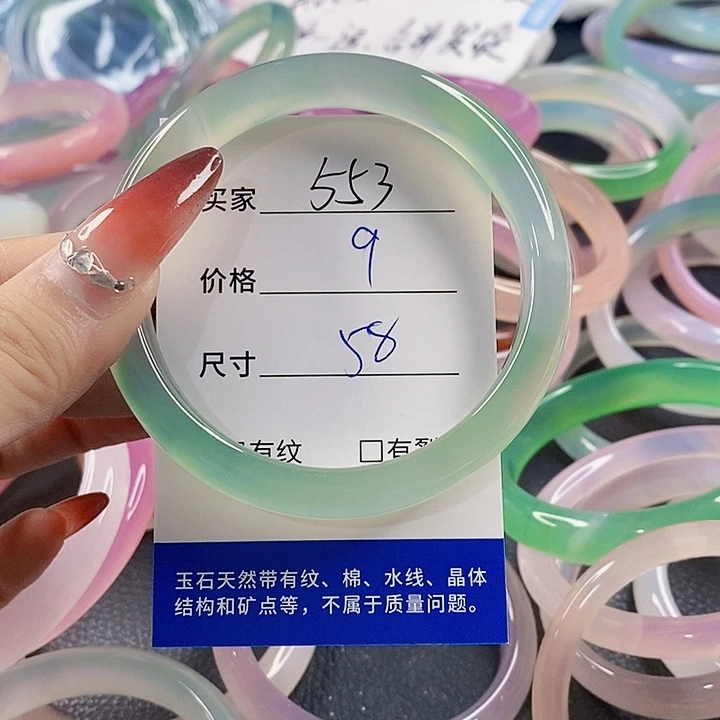 买家 553
价格 9
尺寸 58
有纹 □有裂
玉石天然带有纹、棉、水线、晶体
结构和矿点等，不属于质量问题。